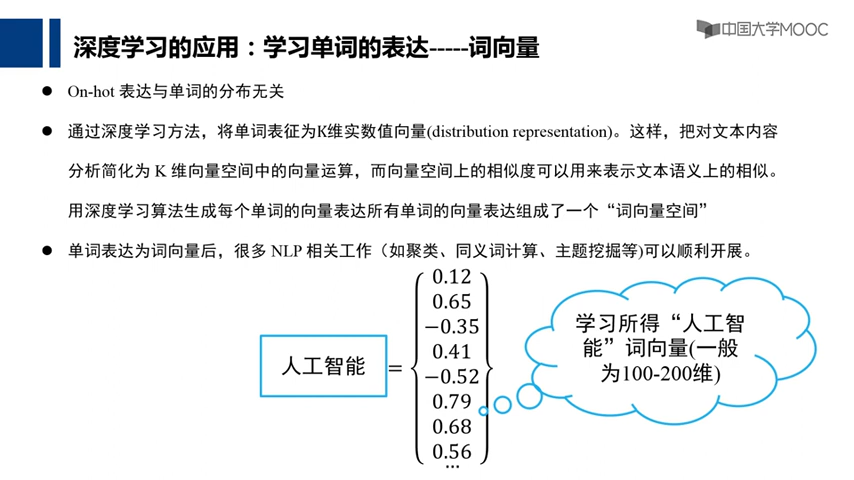 深度学习的应用：学习单词的表达-----词向量
中国大学MOOC
● On-hot 表达与单词的分布无关
● 通过深度学习方法，将单词表征为K维实数值向量(distribution representation)。这样，把对文本内容
分析简化为 K 维向量空间中的向量运算，而向量空间上的相似度可以用来表示文本语义上的相似。
用深度学习算法生成每个单词的向量表达所有单词的向量表达组成了一个“词向量空间”
● 单词表达为词向量后，很多 NLP 相关工作（如聚类、同义词计算、主题挖掘等)可以顺利开展。
人工智能 =
0.12
0.65
−0.35
0.41
−0.52
0.79
0.68
0.56
...
学习所得“人工智
能”词向量(一般
为100-200维)